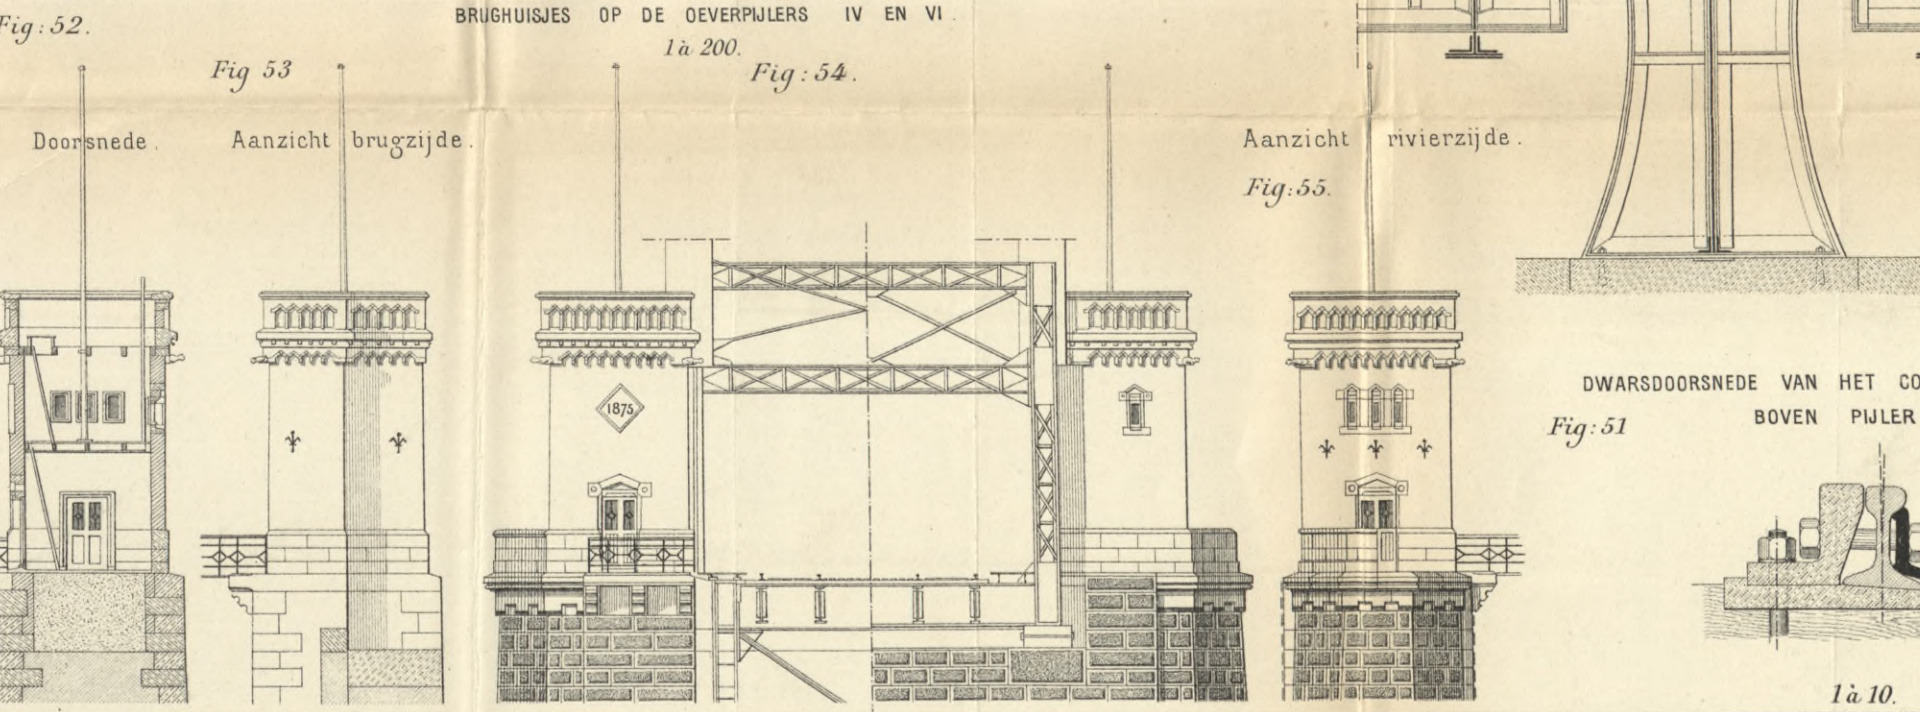 Fig: 52.
BRUGHUISJES OP DE OEVERPIJLERS IV EN VI.
1 à 200.
Fig 53
Fig: 54.
Doorsnede.
Aanzicht brugzijde.
Aanzicht rivierzijde.
Fig: 55.
1875
DWARSDOORSNEDE VAN HET
BOVEN PIJLER
Fig: 51
1 à 10.